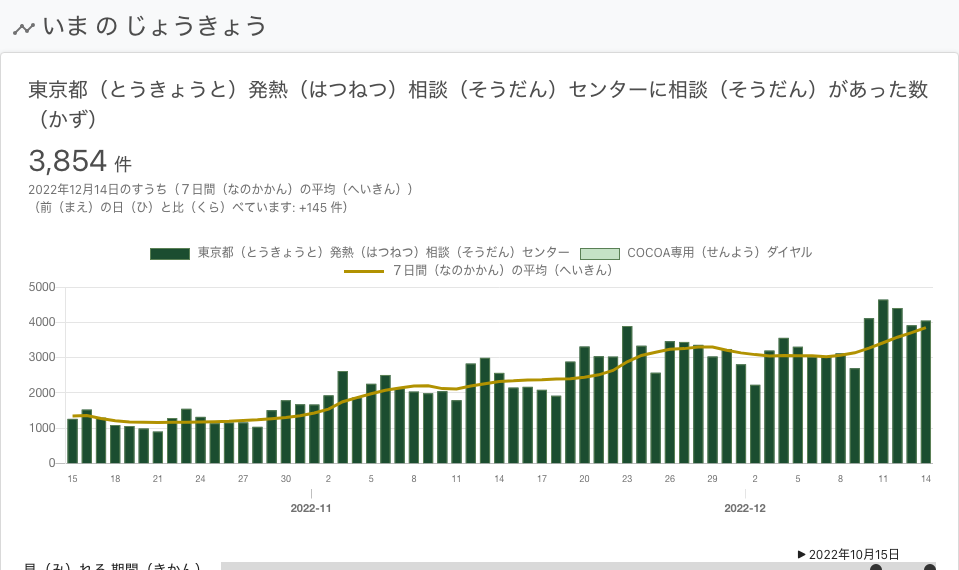 いま の じょうきょう
東京都（とうきょうと）発熱（はつねつ）相談（そうだん）センターに相談（そうだん）があった数
（かず）
3,854 件
2022年12月14日のすうち（７日間（なのかかん）の平均（へいきん））
（前（まえ）の日（ひ）と比（くら）べています: +145 件）
東京都（とうきょうと）発熱（はつねつ）相談（そうだん）センター COCOA専用（せんよう）ダイヤル
７日間（なのかかん）の平均（へいきん）
5000
4000
3000
2000
1000
0
15 18 21 24 27 30 2 5 8 11 14 17 20 23 26 29 2 5 8 11 14
2022-11 2022-12
▶ 2022年10月15日
見（み）れる 期間（きかん）